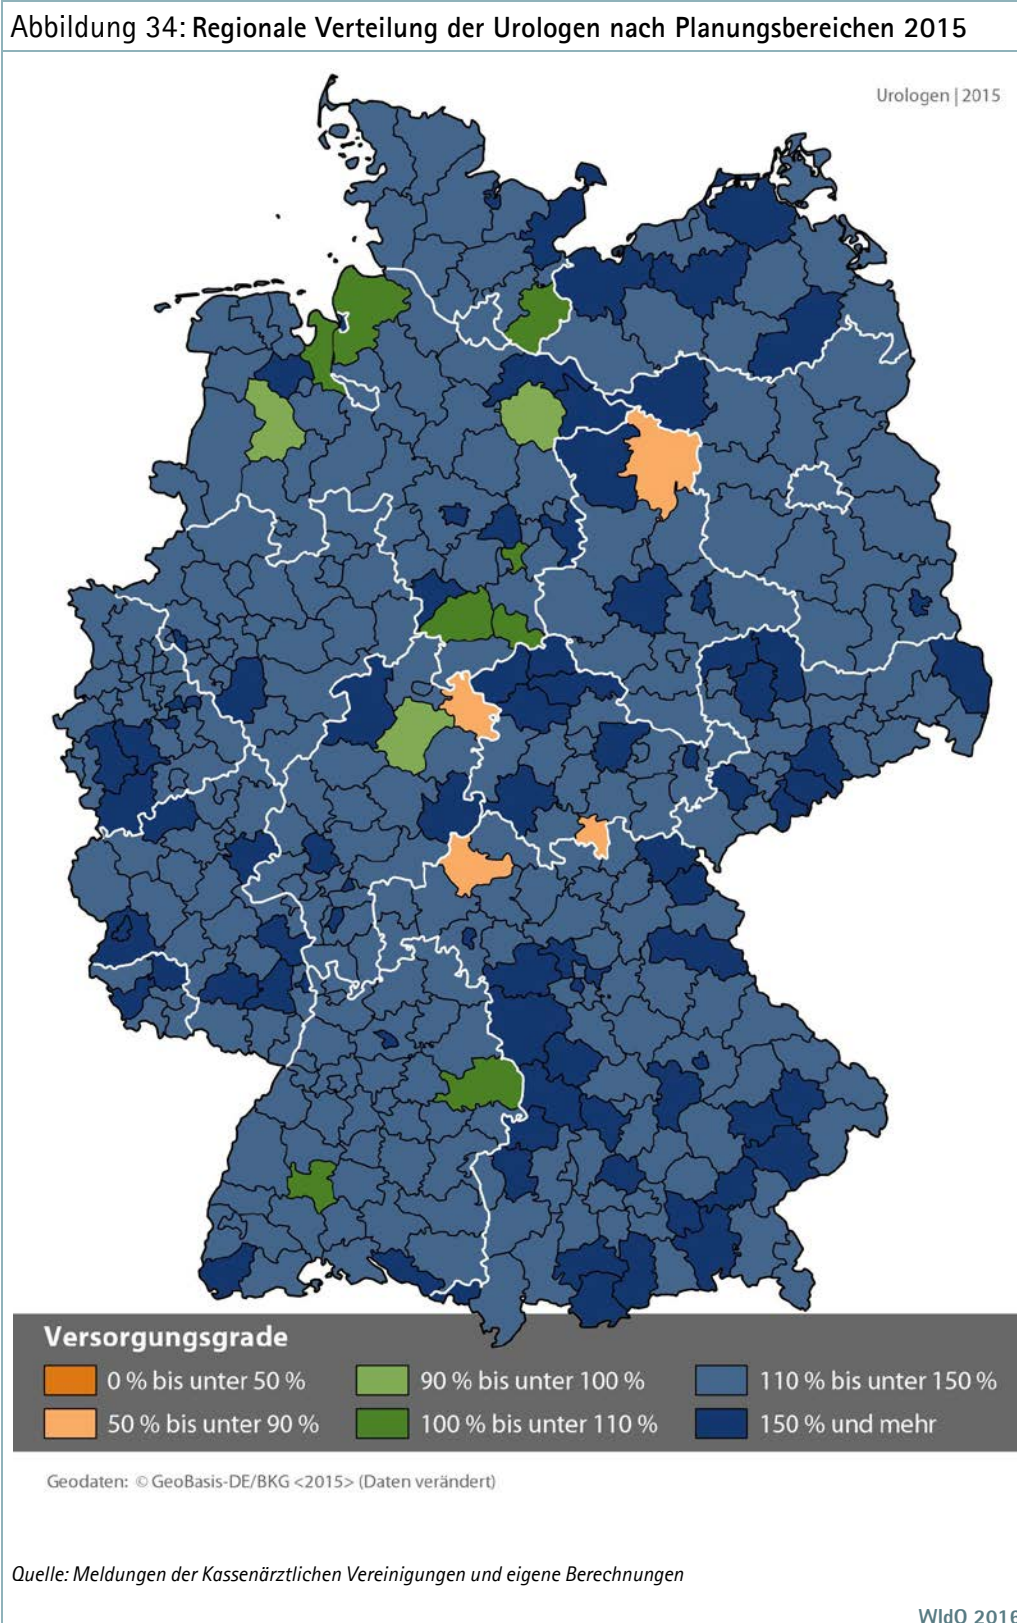 Abbildung 34: Regionale Verteilung der Urologen nach Planungsbereichen 2015
Urologen | 2015
Versorgungsgrade
0 % bis unter 50 %
50 % bis unter 90 %
90 % bis unter 100 %
100 % bis unter 110 %
110 % bis unter 150 %
150 % und mehr
Geodaten: © GeoBasis-DE/BKG <2015> (Daten verändert)
Quelle: Meldungen der Kassenärztlichen Vereinigungen und eigene Berechnungen
WIdO 2016